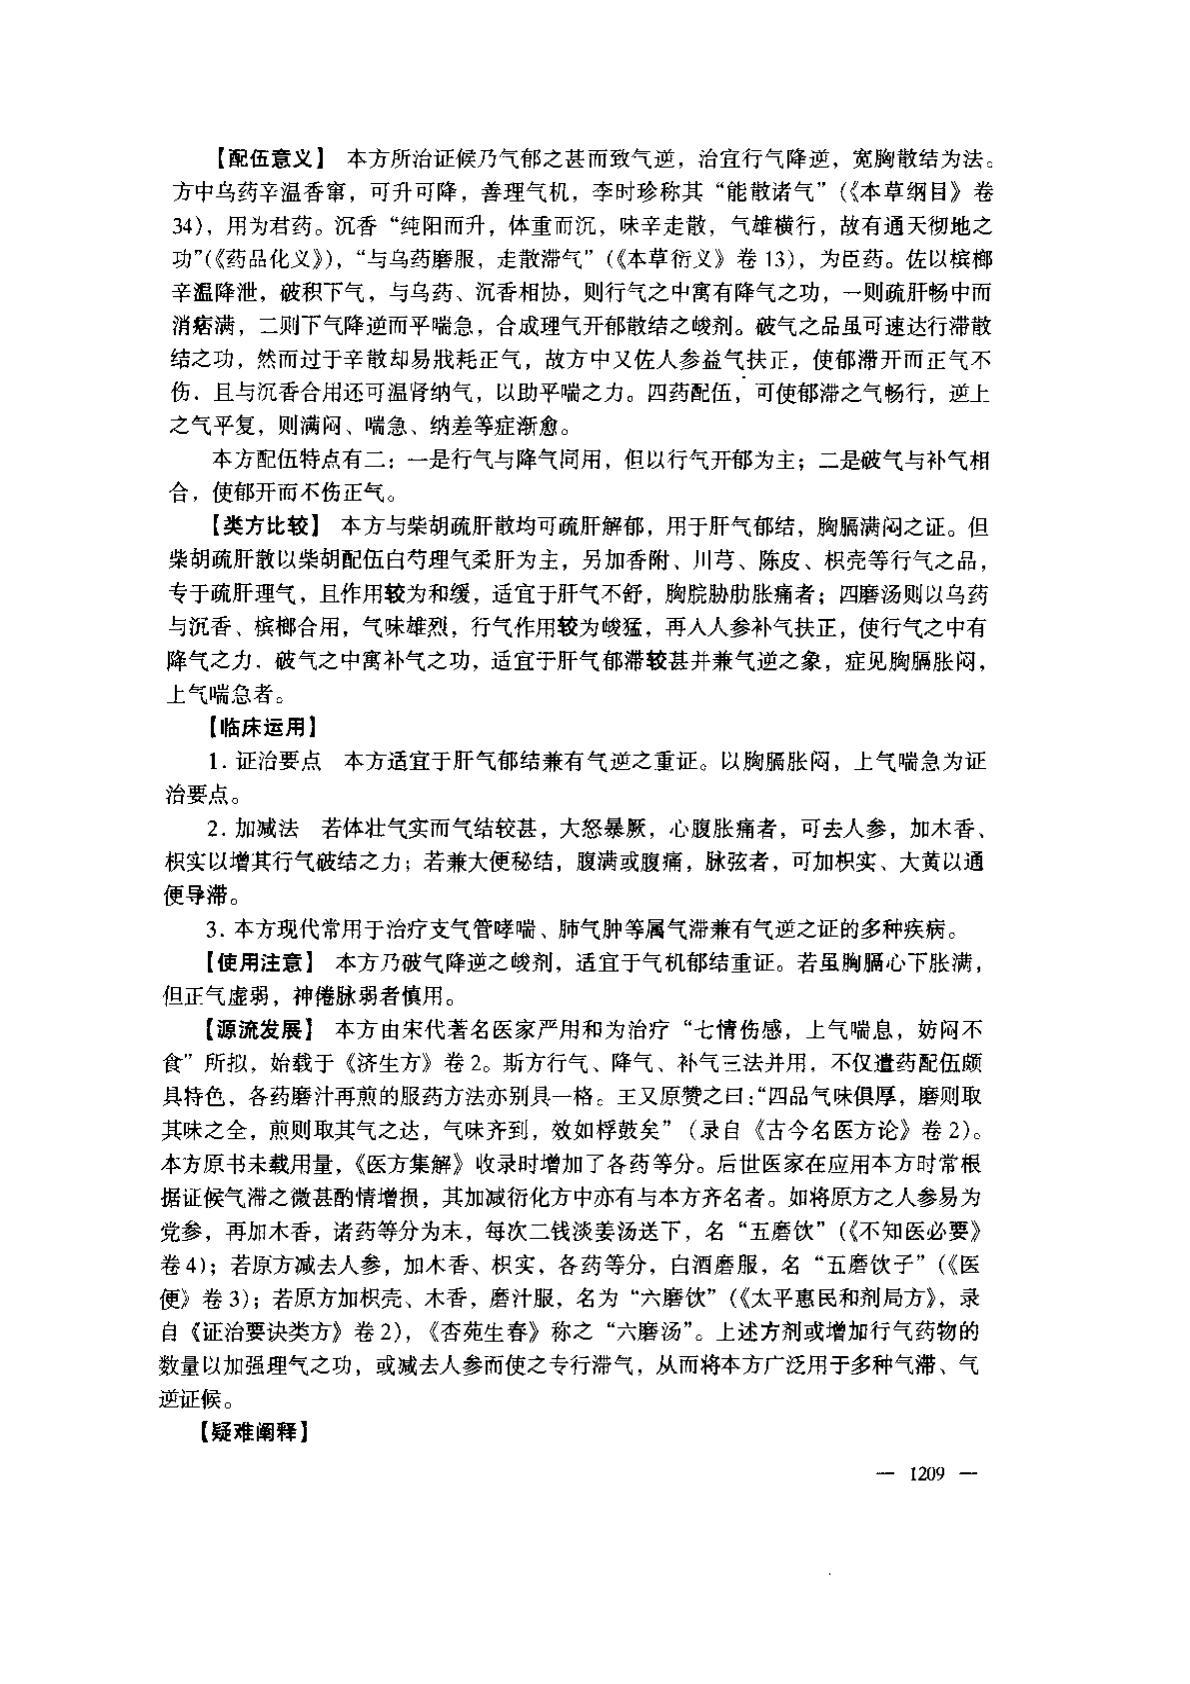 【配伍意义】 本方所治证候乃气郁之甚而致气逆，治宜行气降逆，宽胸散结为法。
方中乌药辛温香窜，可升可降，善理气机，李时珍称其“能散诸气”（《本草纲目》卷
34），用为君药。沉香“纯阳而升，体重而沉，味辛走散，气雄横行，故有通天彻地之
功”（《药品化义》），“与乌药磨服，走散滞气”（《本草衍义》卷 13），为臣药。佐以槟榔
辛温降泄，破积下气，与乌药、沉香相协，则行气之中寓有降气之功，一则疏肝畅中而
消痞满，二则下气降逆而平喘急，合成理气开郁散结之峻剂。破气之品虽可速达行滞散
结之功，然而过于辛散却易戕耗正气，故方中又佐人参益气扶正，使郁滞开而正气不
伤．且与沉香合用还可温肾纳气，以助平喘之力。四药配伍，可使郁滞之气畅行，逆上
之气平复，则满闷、喘急、纳差等症渐愈。
本方配伍特点有二：一是行气与降气同用，但以行气开郁为主；二是破气与补气相
合，使郁开而不伤正气。
【类方比较】 本方与柴胡疏肝散均可疏肝解郁，用于肝气郁结，胸膈满闷之证。但
柴胡疏肝散以柴胡配伍白芍理气柔肝为主，另加香附、川芎、陈皮、枳壳等行气之品，
专于疏肝理气，且作用较为和缓，适宜于肝气不舒，胸脘胁肋胀痛者；四磨汤则以乌药
与沉香、槟榔合用，气味雄烈，行气作用较为峻猛，再入人参补气扶正，使行气之中有
降气之力．破气之中寓补气之功，适宜于肝气郁滞较甚并兼气逆之象，症见胸膈胀闷，
上气喘急者。
【临床运用】
1. 证治要点 本方适宜于肝气郁结兼有气逆之重证。以胸膈胀闷，上气喘急为证
治要点。
2. 加减法 若体壮气实而气结较甚，大怒暴厥，心腹胀痛者，可去人参，加木香、
枳实以增其行气破结之力；若兼大便秘结，腹满或腹痛，脉弦者，可加枳实、大黄以通
便导滞。
3. 本方现代常用于治疗支气管哮喘、肺气肿等属气滞兼有气逆之证的多种疾病。
【使用注意】 本方乃破气降逆之峻剂，适宜于气机郁结重证。若虽胸膈心下胀满，
但正气虚弱，神倦脉弱者慎用。
【源流发展】 本方由宋代著名医家严用和为治疗“七情伤感，上气喘息，妨闷不
食”所拟，始载于《济生方》卷 2。斯方行气、降气、补气三法并用，不仅遣药配伍颇
具特色，各药磨汁再煎的服药方法亦别具一格。王又原赞之曰：“四品气味俱厚，磨则取
其味之全，煎则取其气之达，气味齐到，效如桴鼓矣”（录自《古今名医方论》卷 2）。
本方原书未载用量，《医方集解》收录时增加了各药等分。后世医家在应用本方时常根
据证候气滞之微甚酌情增损，其加减衍化方中亦有与本方齐名者。如将原方之人参易为
党参，再加木香，诸药等分为末，每次二钱淡姜汤送下，名“五磨饮”（《不知医必要》
卷 4）；若原方减去人参，加木香、枳实，各药等分，白酒磨服，名“五磨饮子”（《医
便》卷 3）；若原方加枳壳、木香，磨汁服，名为“六磨饮”（《太平惠民和剂局方》，录
自《证治要诀类方》卷 2），《杏苑生春》称之“六磨汤”。上述方剂或增加行气药物的
数量以加强理气之功，或减去人参而使之专行滞气，从而将本方广泛用于多种气滞、气
逆证候。
【疑难阐释】
— 1209 —